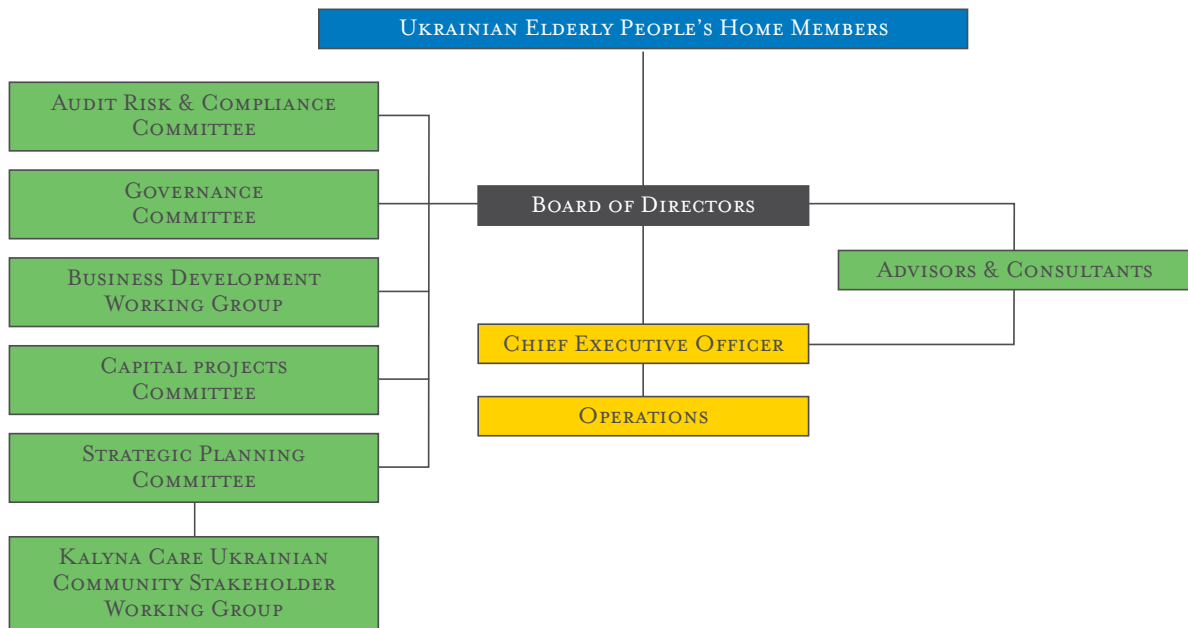 Ukrainian Elderly People's Home Members
Audit Risk & Compliance
Committee
Governance
Committee
Business Development
Working Group
Capital projects
Committee
Strategic Planning
Committee
Kalyna Care Ukrainian
Community Stakeholder
Working Group
Board of Directors
Chief Executive Officer
Operations
Advisors & Consultants